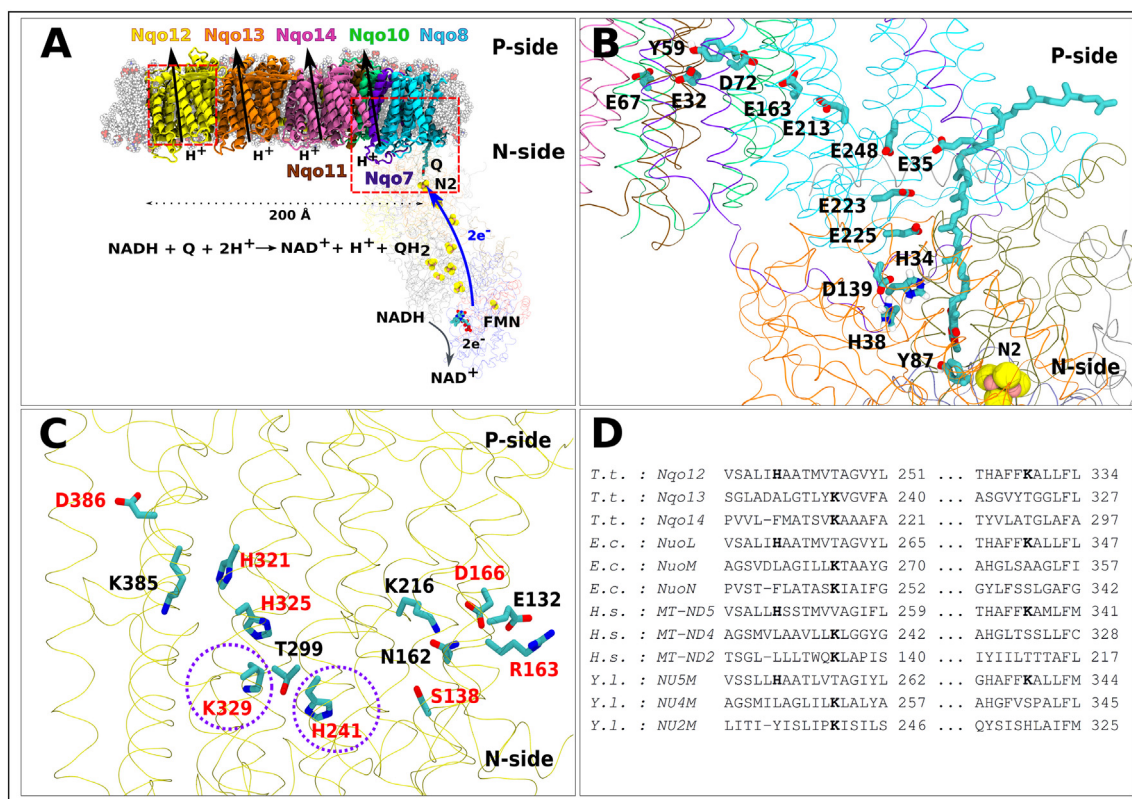 A
Nqo12 Nqo13 Nqo14 Nqo10 Nqo8
P-side
N-side
H+ H+ H+ H+
Nqo11 Nqo7
Q
N2
200 Å
2e-
NADH + Q + 2H+ → NAD+ + H+ + QH2
NADH
FMN
2e-
NAD+
B
P-side
Y59
D72
E67 E32 E163
E213
E248 E35
E223
E225
H34
D139
H38
Y87
N2
N-side
C
P-side
D386
H321
K385
K216 D166
E132
H325
T299
N162
R163
K329
S138
H241
N-side
D
T.t. : Nqo12 VSALIHAATMVTAGVYL 251 ... THAFFKALLFL 334
T.t. : Nqo13 SGLADALGTLYKVGVFA 240 ... ASGVYTGGLFL 327
T.t. : Nqo14 PVVL-FMATSVKAAAFA 221 ... TYVLATGLAFA 297
E.c. : NuoL VSALIHAATMVTAGVYL 265 ... THAFFKALLFL 347
E.c. : NuoM AGSVDLAGILLKTAAYG 270 ... AHGLSAAGLFI 357
E.c. : NuoN PVST-FLATASKIAIFG 252 ... GYLFSSLGAFA 349
H.s. : MT-ND5 VSALLHSSTMVVAGIFL 259 ... THAFFKAMLFM 341
H.s. : MT-ND4 AGSMVLAAVLLKLGGYG 242 ... AHGLTSSLLFC 328
H.s. : MT-ND2 TSGL-LLLTWQKLAPIS 140 ... IYIILTTTAFL 217
Y.l. : NU5M VSSLLHAATLVTAGIYL 262 ... GHAFFKALLFM 344
Y.l. : NU4M GSMILAGILLKLALYA 257 ... AHGFVSPALFL 345
Y.l. : NU2M LITI-YISLIPKISILS 246 ... QYSISHLAIFM 325